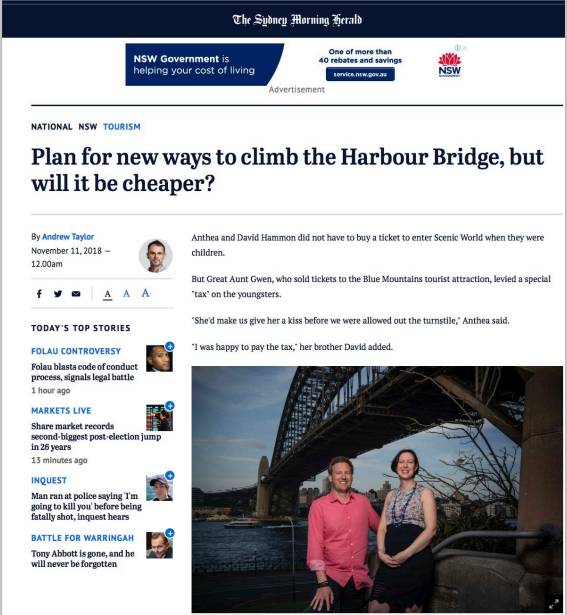 The Sydney Morning Herald
NSW Government is
helping your cost of living
One of more than
40 rebates and savings
service.nsw.gov.au
NSW
GOVERNMENT
Advertisement
NATIONAL NSW TOURISM
Plan for new ways to climb the Harbour Bridge, but
will it be cheaper?
By Andrew Taylor
November 11, 2018 —
12.00am
A A A
TODAY'S TOP STORIES
FOLAU CONTROVERSY
Folau blasts code of conduct
process, signals legal battle
1 hour ago
MARKETS LIVE
Share market records
second-biggest post-election jump
in 26 years
13 minutes ago
INQUEST
Man ran at police saying 'I'm
going to kill you' before being
fatally shot, inquest hears
BATTLE FOR WARRINGAH
Tony Abbott is gone, and he
will never be forgotten
Anthea and David Hammon did not have to buy a ticket to enter Scenic World when they were
children.
But Great Aunt Gwen, who sold tickets to the Blue Mountains tourist attraction, levied a special
"tax" on the youngsters.
"She'd make us give her a kiss before we were allowed out the turnstile," Anthea said.
"I was happy to pay the tax," her brother David added.